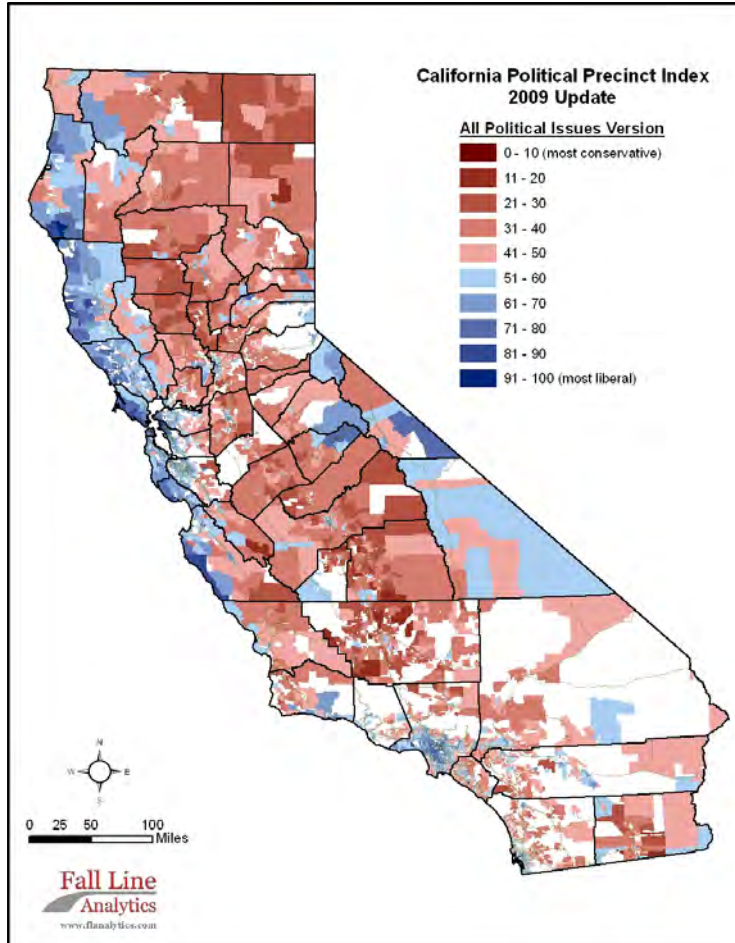 California Political Precinct Index
2009 Update
All Political Issues Version
0 - 10 (most conservative)
11 - 20
21 - 30
31 - 40
41 - 50
51 - 60
61 - 70
71 - 80
81 - 90
91 - 100 (most liberal)
N
W E
S
0 25 50 100
Miles
Fall Line
Analytics
www.flanalytics.com